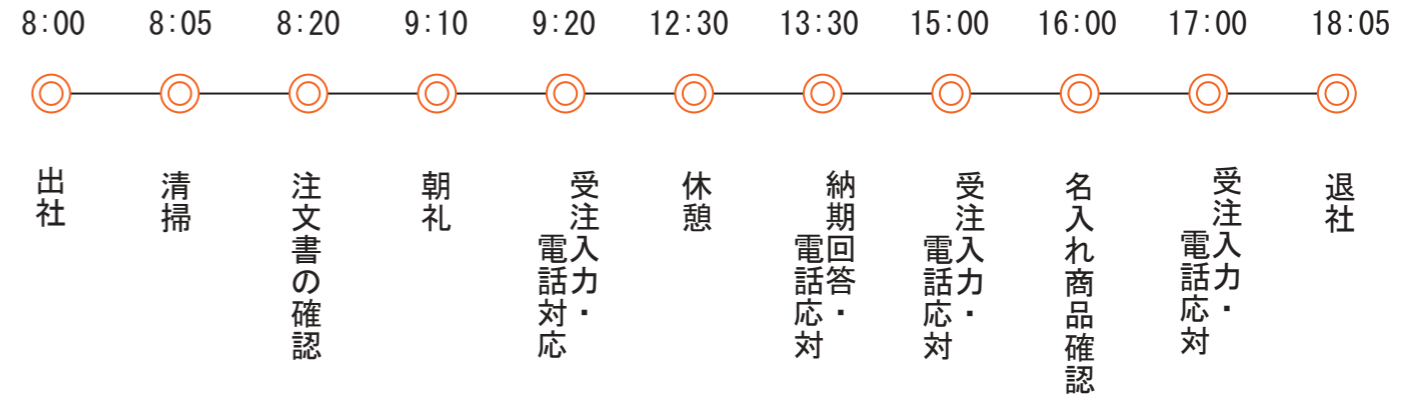 8:00
8:05
8:20
9:10
9:20
12:30
13:30
15:00
16:00
17:00
18:05
出社
清掃
注文書の確認
朝礼
受注入力・
電話対応
休憩
納期回答・
電話応対
受注入力・
電話応対
名入れ商品確認
受注入力・
電話応対
退社